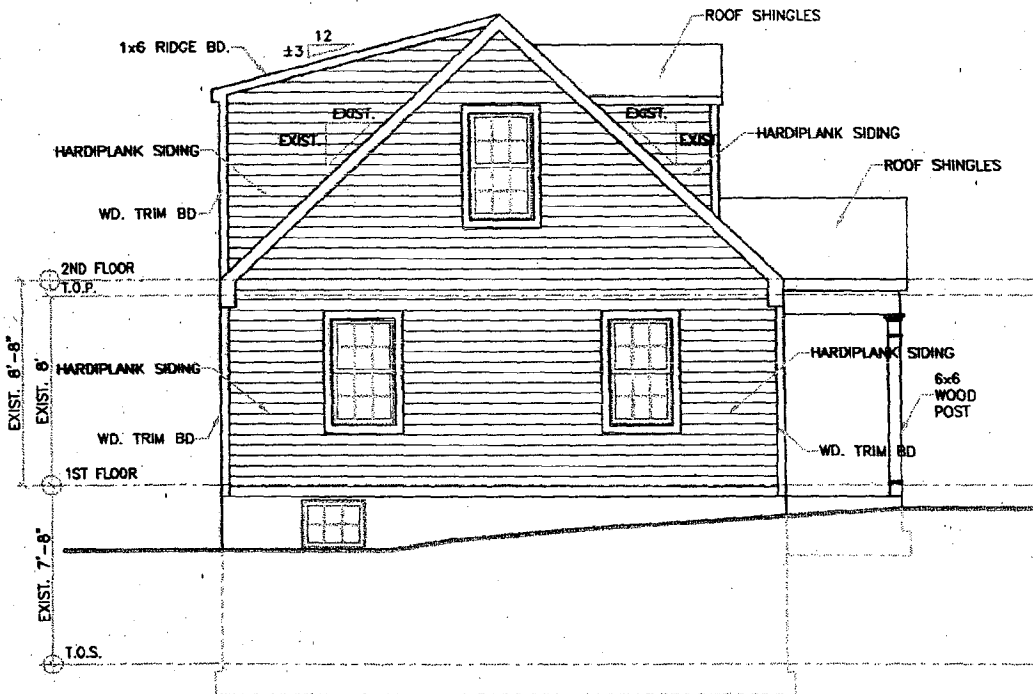 ROOF SHINGLES
12
±3
1x6 RIDGE BD.
EXIST.
EXIST.
EXIST.
EXIST.
HARDIPLANK SIDING
HARDIPLANK SIDING
ROOF SHINGLES
WD. TRIM BD
2ND FLOOR
T.O.P.
EXIST. 8'-8"
EXIST. 8'
HARDIPLANK SIDING
HARDIPLANK SIDING
6x6
WOOD
POST
WD. TRIM BD
WD. TRIM BD
1ST FLOOR
EXIST. 7'-8"
T.O.S.